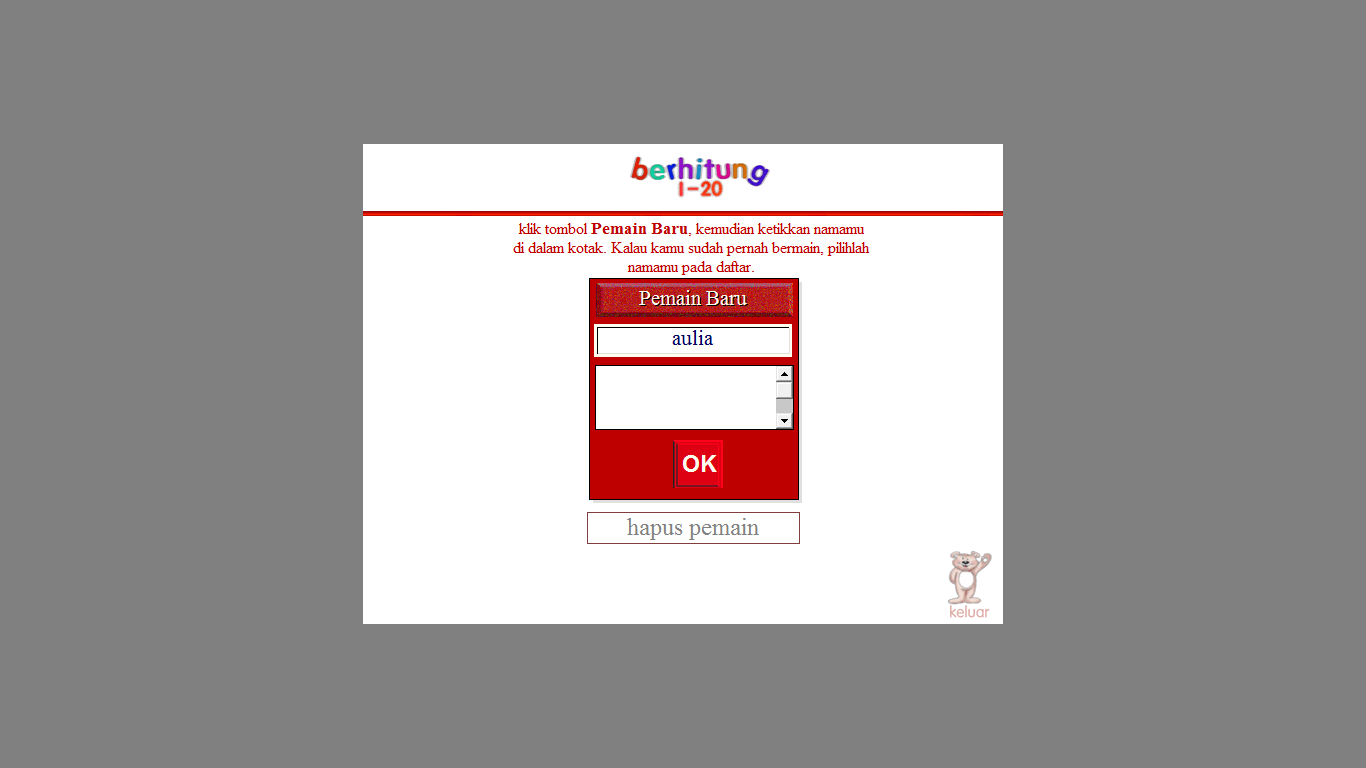 berhitung
1-20
klik tombol Pemain Baru, kemudian ketikkan namamu
di dalam kotak. Kalau kamu sudah pernah bermain, pilihlah
namamu pada daftar.
Pemain Baru
aulia
OK
hapus pemain
keluar